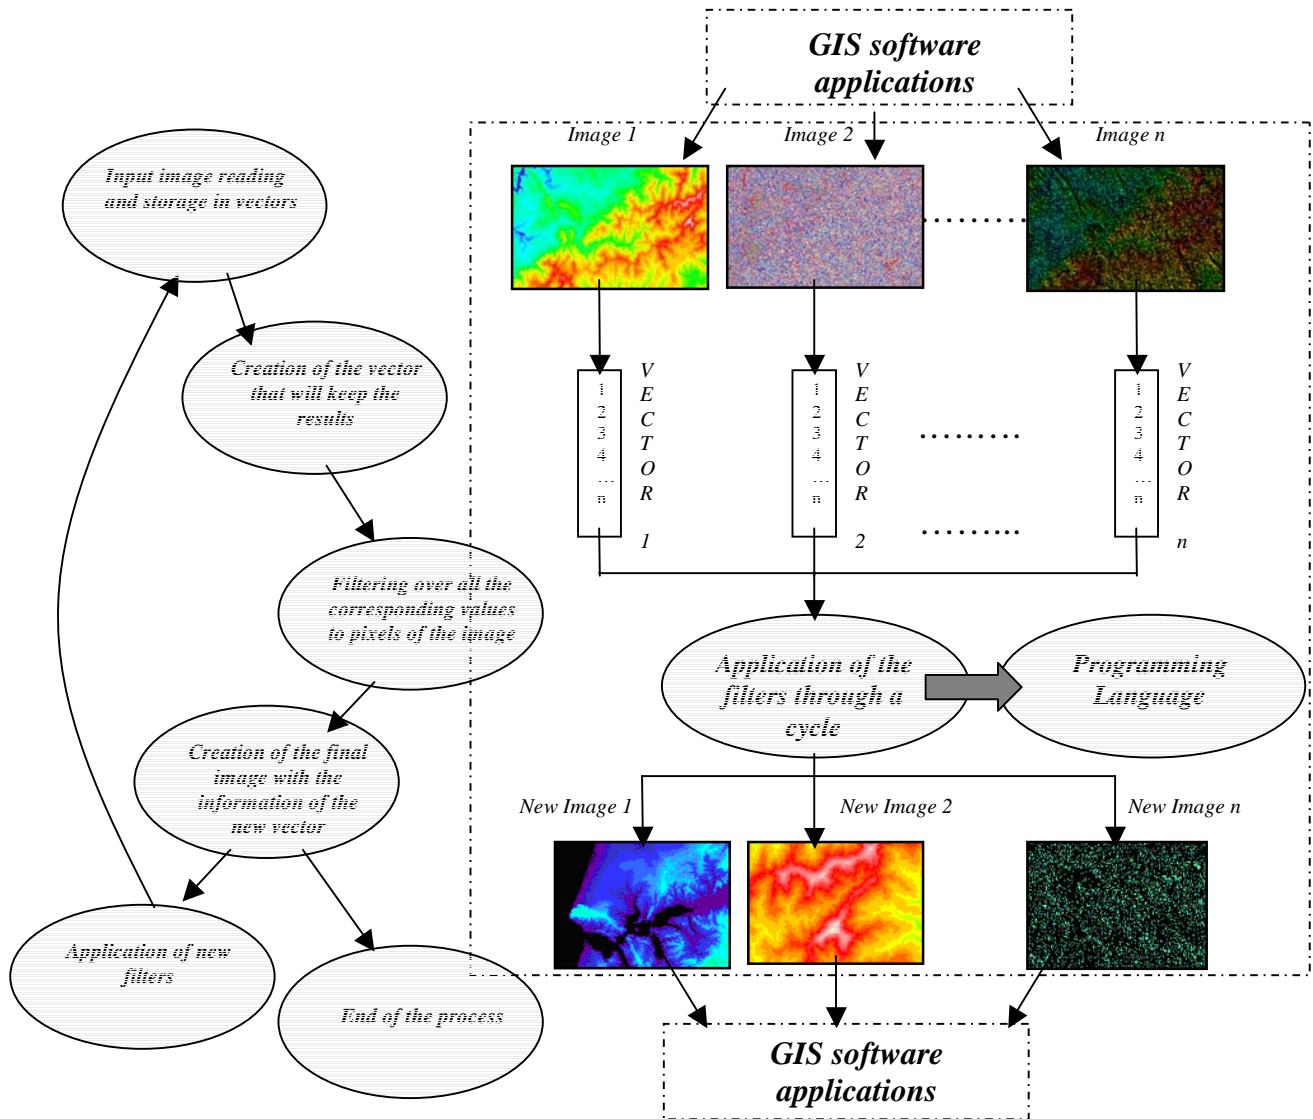 GIS software
applications
Image 1
Image 2
Image n
Input image reading
and storage in vectors
Creation of the vector
that will keep the
results
Filtering over all the
corresponding values
to pixels of the image
Creation of the final
image with the
information of the
new vector
Application of new
filters
End of the process
1
2
3
4
...
n
V
E
C
T
O
R
1
1
2
3
4
...
n
V
E
C
T
O
R
2
.........
.........
1
2
3
4
...
n
V
E
C
T
O
R
n
Application of the
filters through a
cycle
Programming
Language
New Image 1
New Image 2
New Image n
GIS software
applications